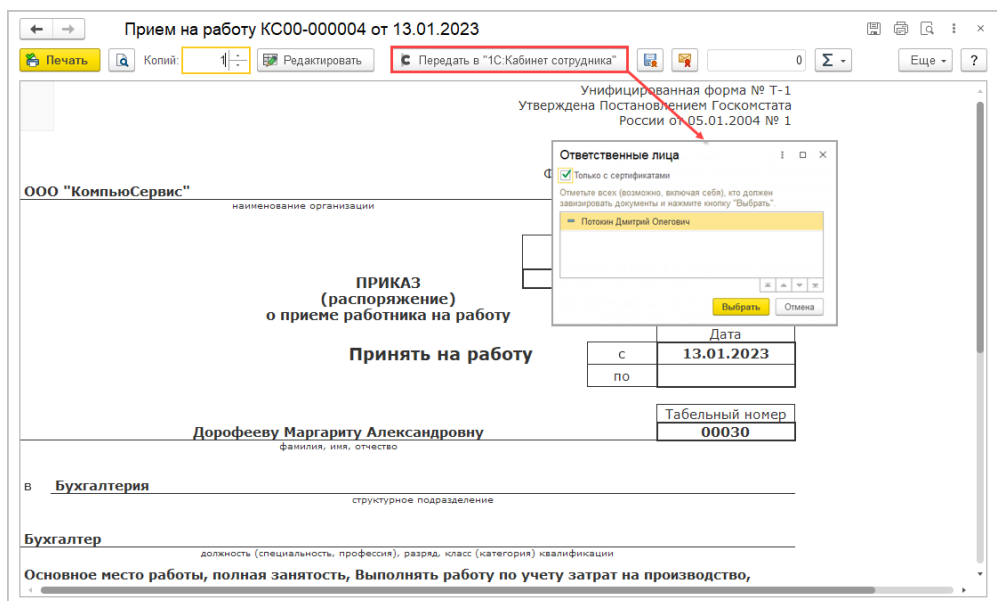 Прием на работу КС00-000004 от 13.01.2023
Печать Копий: 1 Редактировать Передать в "1С:Кабинет сотрудника" 0 Σ Еще ?
Унифицированная форма № Т-1
Утверждена Постановлением Госкомстата
России от 05.01.2004 № 1
Ответственные лица
Только с сертификатами
Отметьте всех (возможно, включая себя), кто должен
завизировать документы и нажмите кнопку "Выбрать".
Потокин Дмитрий Олегович
Выбрать Отмена
ООО "КомпьюСервис"
наименование организации
ПРИКАЗ
(распоряжение)
о приеме работника на работу
Дата
Принять на работу с 13.01.2023
по
Табельный номер
Дорофееву Маргариту Александровну 00030
фамилия, имя, отчество
в Бухгалтерия
структурное подразделение
Бухгалтер
должность (специальность, профессия), разряд, класс (категория) квалификации
Основное место работы, полная занятость, Выполнять работу по учету затрат на производство,